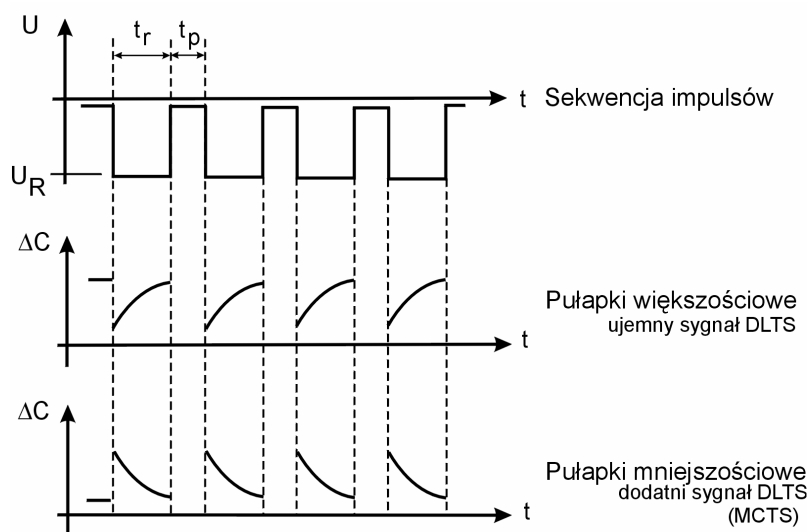 U
t_r
t_p
t
Sekwencja impulsów
U_R
ΔC
Pułapki większościowe
ujemny sygnał DLTS
t
ΔC
Pułapki mniejszościowe
dodatni sygnał DLTS
(MCTS)
t